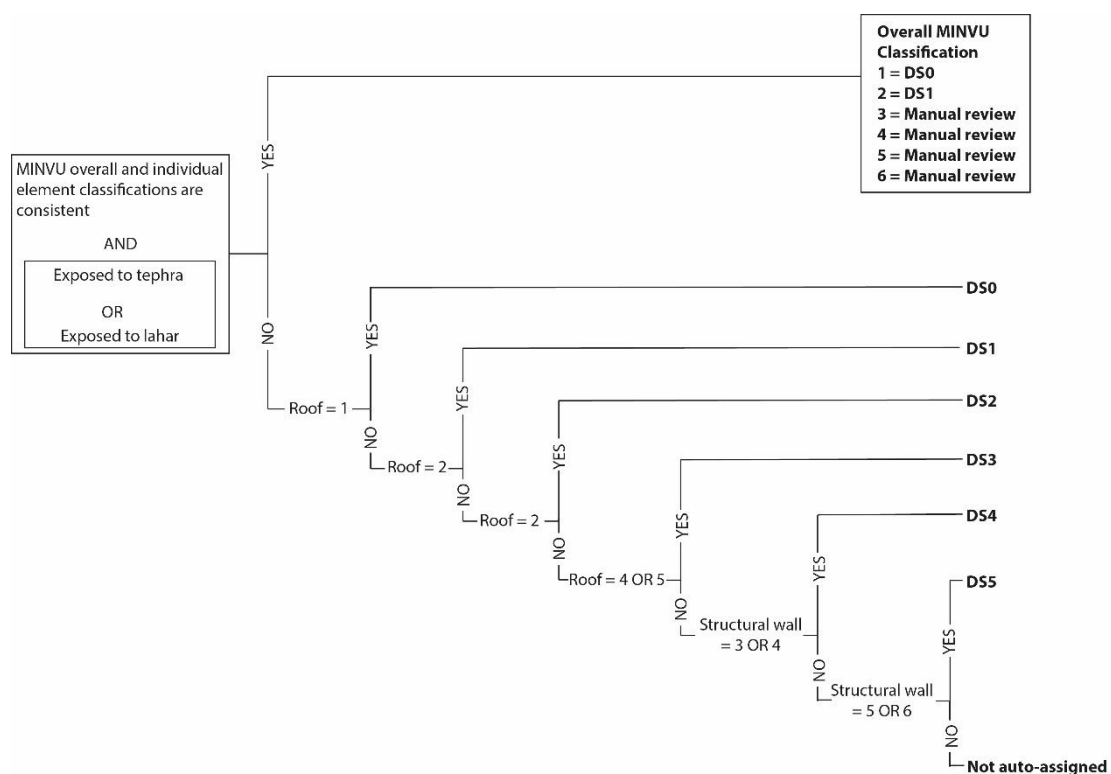 Overall MINVU
Classification
1 = DS0
2 = DS1
3 = Manual review
4 = Manual review
5 = Manual review
6 = Manual review
YES
MINVU overall and individual
element classifications are
consistent
AND
Exposed to tephra
OR
Exposed to lahar
NO
Roof = 1
YES
DS0
NO
Roof = 2
YES
DS1
NO
Roof = 2
YES
DS2
NO
Roof = 4 OR 5
YES
DS3
NO
Structural wall
= 3 OR 4
YES
DS4
NO
Structural wall
= 5 OR 6
YES
DS5
NO
Not auto-assigned